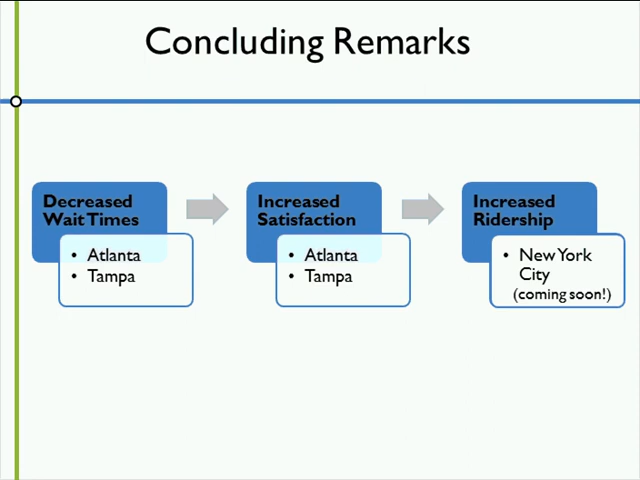 Concluding Remarks
Decreased
Wait Times
• Atlanta
• Tampa
Increased
Satisfaction
• Atlanta
• Tampa
Increased
Ridership
• New York
City
(coming soon!)